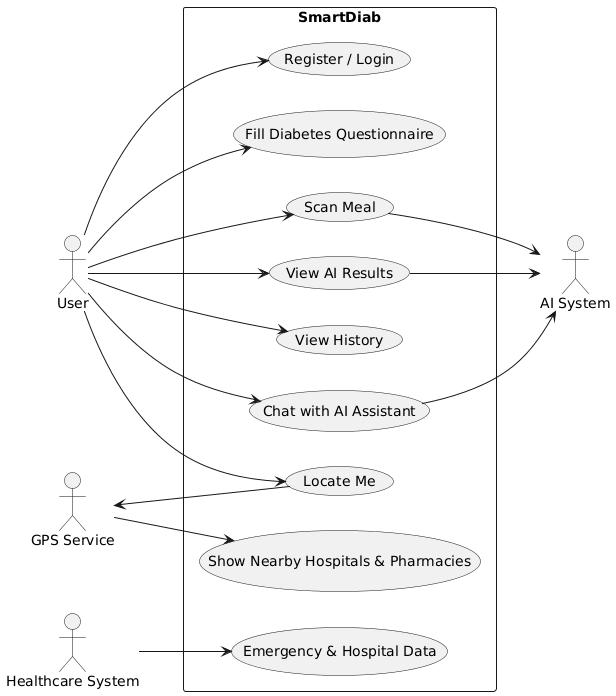 SmartDiab
Register / Login
Fill Diabetes Questionnaire
Scan Meal
View AI Results
User
AI System
View History
Chat with AI Assistant
Locate Me
GPS Service
Show Nearby Hospitals & Pharmacies
Emergency & Hospital Data
Healthcare System